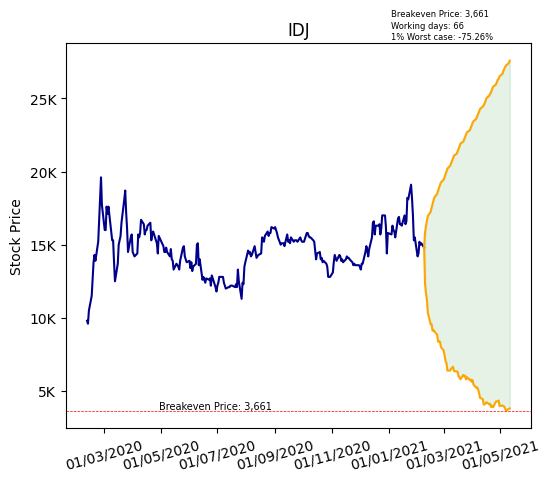 Breakeven Price: 3,661
Working days: 66
1% Worst case: -75.26%
IDJ
Stock Price
25K
20K
15K
10K
5K
Breakeven Price: 3,661
01/03/2020
01/05/2020
01/07/2020
01/09/2020
01/11/2020
01/01/2021
01/03/2021
01/05/2021